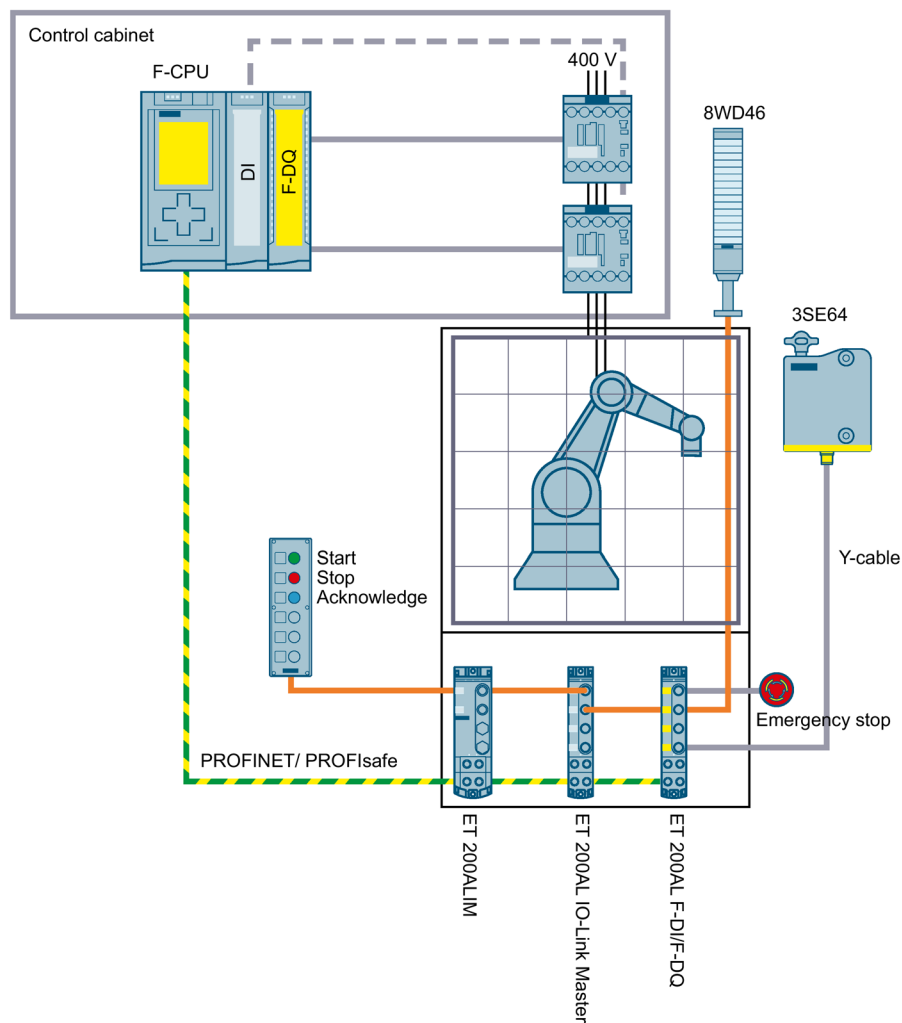 Control cabinet
F-CPU
400 V
8WD46
DI
F-DQ
3SE64
Y-cable
Start
Stop
Acknowledge
Emergency stop
PROFINET/ PROFIsafe
ET 200ALIM
ET 200AL IO-Link Master
ET 200AL F-DI/F-DQ